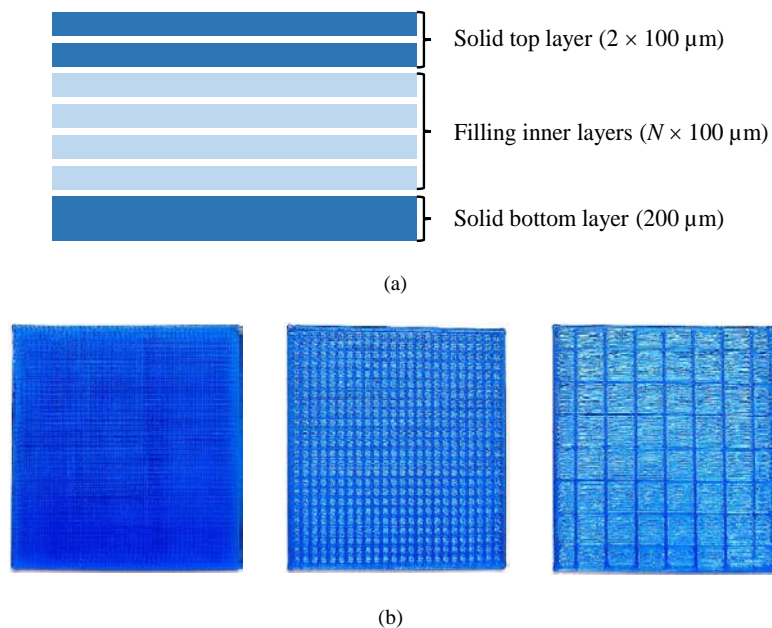 Solid top layer (2 × 100 µm)
Filling inner layers (N × 100 µm)
Solid bottom layer (200 µm)
(a)
(b)